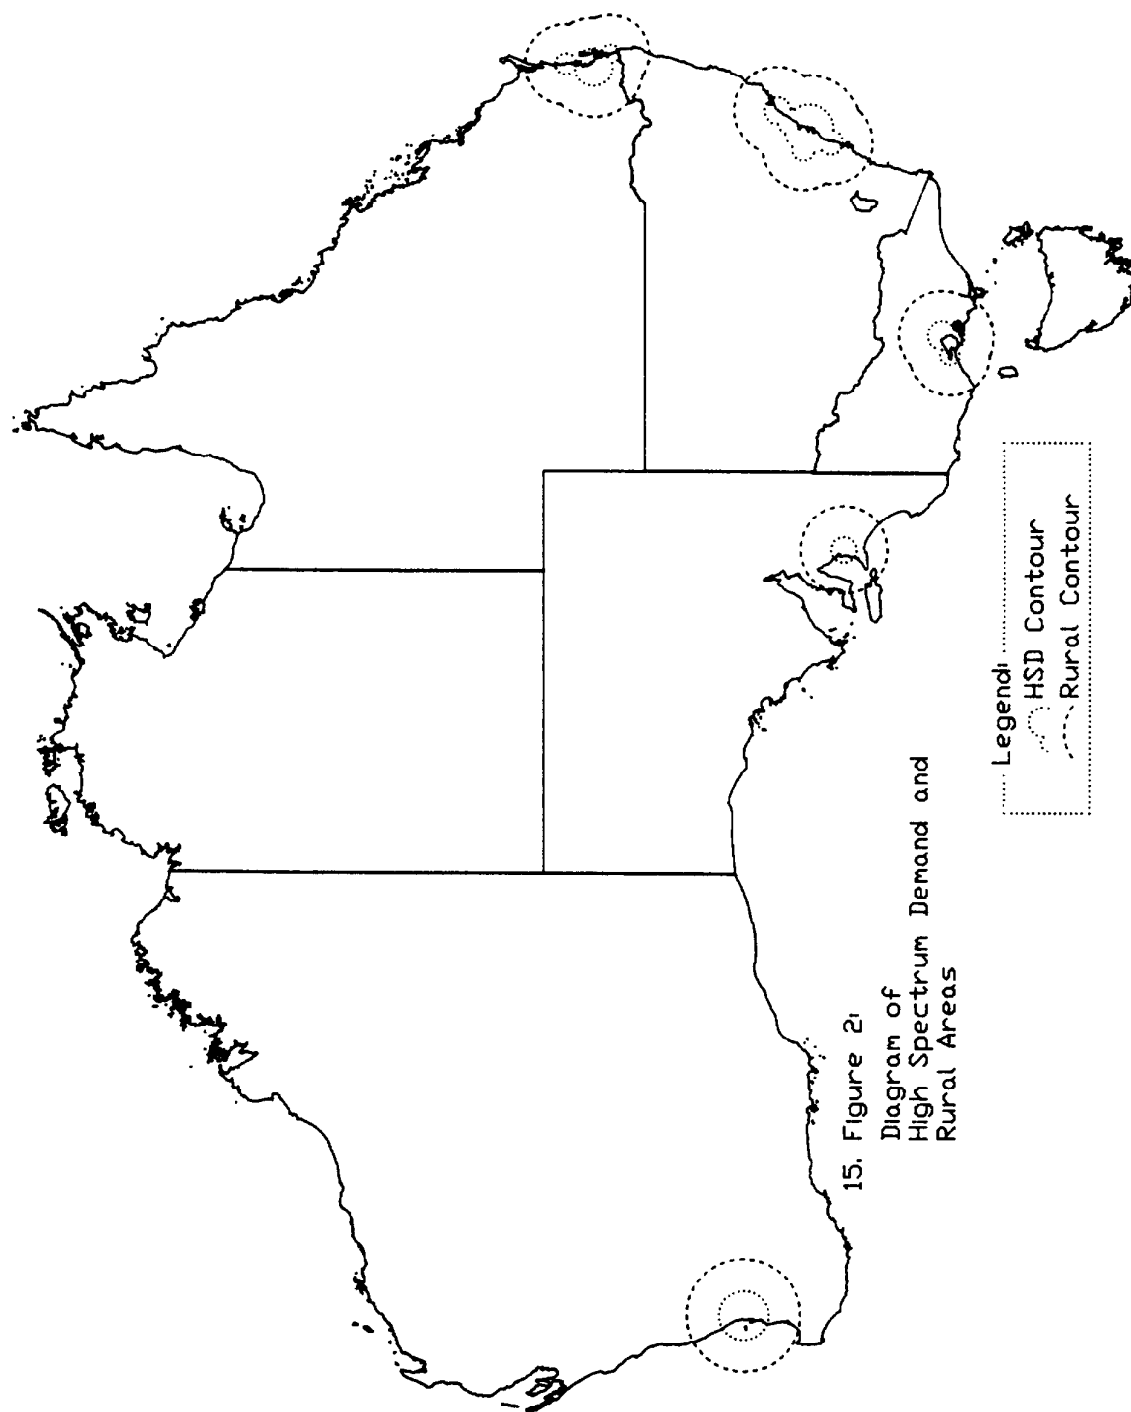 15. Figure 2:
Diagram of
High Spectrum Demand and
Rural Areas
Legend:
HSD Contour
Rural Contour